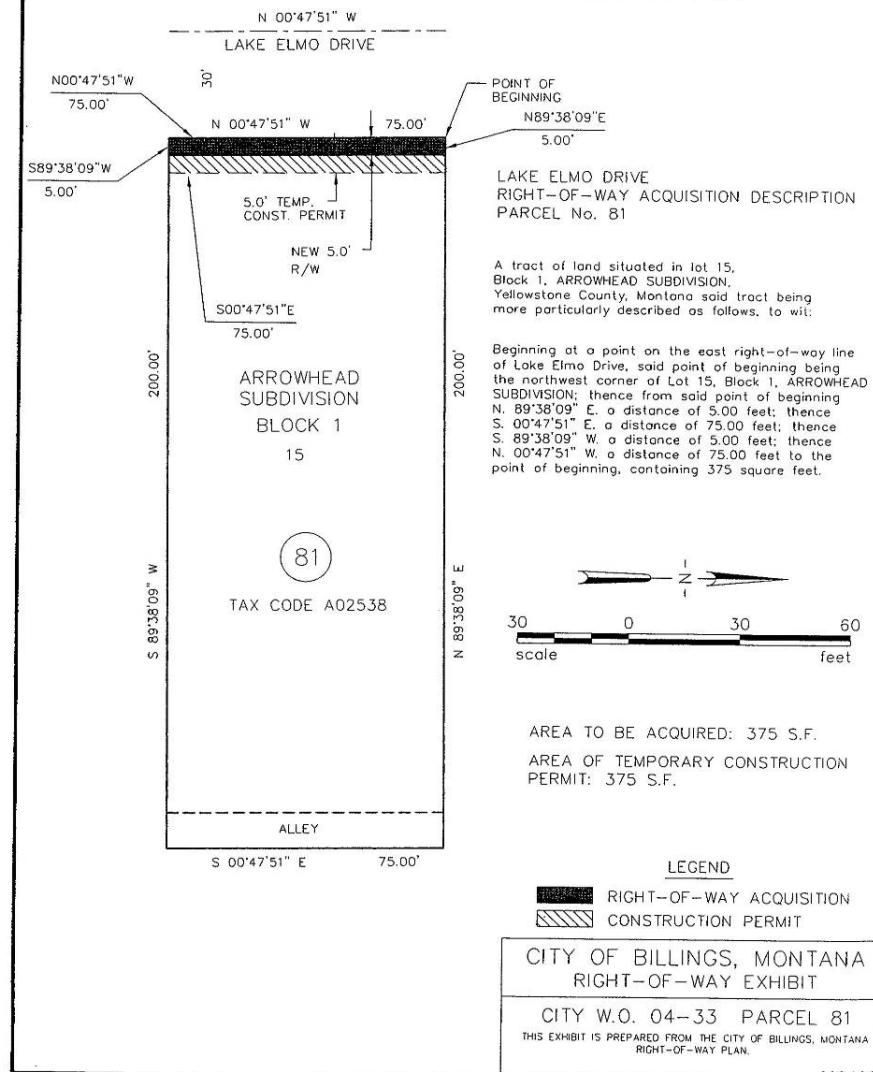 N 00°47'51" W
LAKE ELMO DRIVE
30'
N00°47'51"W
75.00'
POINT OF
BEGINNING
N 00°47'51" W 75.00'
N89°38'09"E
5.00'
S89°38'09"W
5.00'
5.0' TEMP.
CONST. PERMIT
NEW 5.0'
R/W
S00°47'51"E
75.00'
LAKE ELMO DRIVE
RIGHT-OF-WAY ACQUISITION DESCRIPTION
PARCEL No. 81
A tract of land situated in lot 15,
Block 1, ARROWHEAD SUBDIVISION,
Yellowstone County, Montana said tract being
more particularly described as follows, to wit:
Beginning at a point on the east right-of-way line
of Lake Elmo Drive, said point of beginning being
the northwest corner of Lot 15, Block 1, ARROWHEAD
SUBDIVISION; thence from said point of beginning
N. 89°38'09" E. a distance of 5.00 feet; thence
S. 00°47'51" E. a distance of 75.00 feet; thence
S. 89°38'09" W. a distance of 5.00 feet; thence
N. 00°47'51" W. a distance of 75.00 feet to the
point of beginning, containing 375 square feet.
200.00'
200.00'
ARROWHEAD
SUBDIVISION
BLOCK 1
15
81
TAX CODE A02538
S 89°38'09" W
N 89°38'09" E
N
30 0 30 60
scale feet
AREA TO BE ACQUIRED: 375 S.F.
AREA OF TEMPORARY CONSTRUCTION
PERMIT: 375 S.F.
ALLEY
S 00°47'51" E 75.00'
LEGEND
RIGHT-OF-WAY ACQUISITION
CONSTRUCTION PERMIT
CITY OF BILLINGS, MONTANA
RIGHT-OF-WAY EXHIBIT
CITY W.O. 04-33 PARCEL 81
THIS EXHIBIT IS PREPARED FROM THE CITY OF BILLINGS, MONTANA
RIGHT-OF-WAY PLAN.